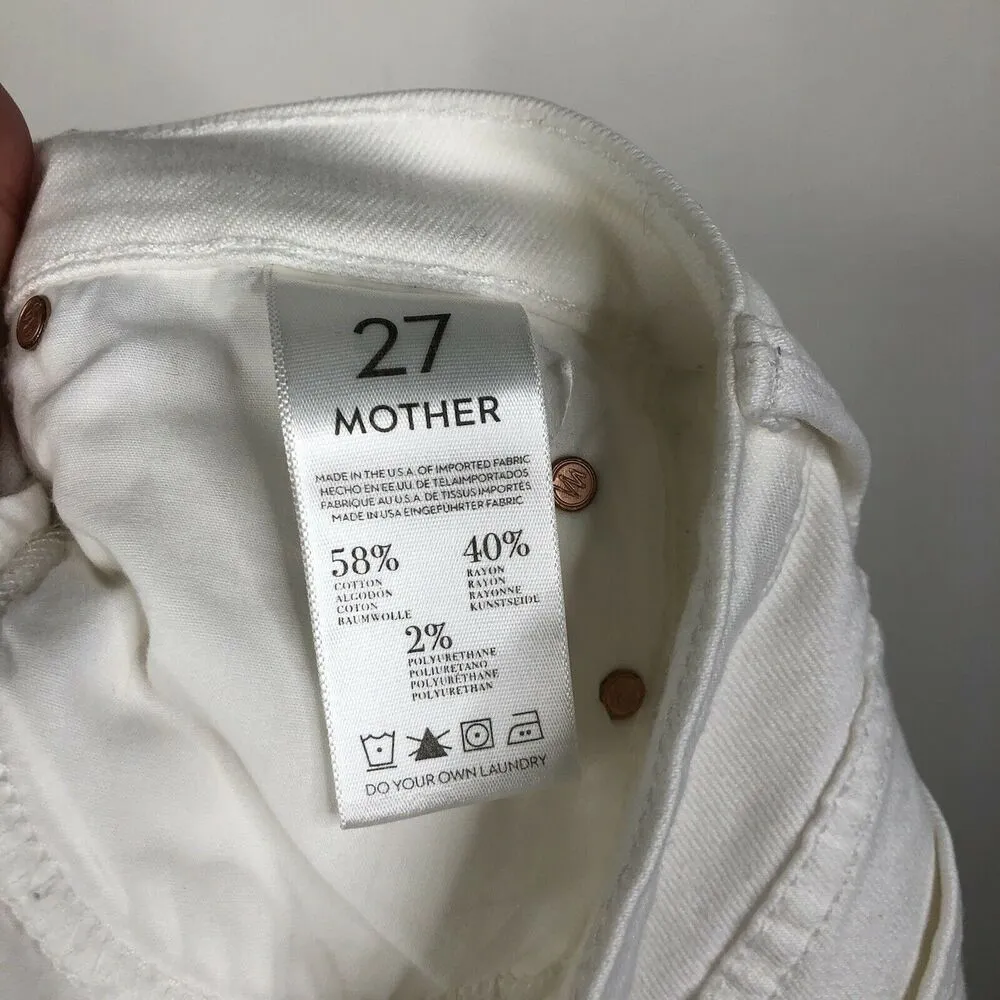 27
MOTHER
MADE IN THE U.S.A. OF IMPORTED FABRIC
HECHO EN EE.UU. DE TELAIMPORTADOS
FABRIQUE AU U.S.A. DE TISSUS IMPORTÉS
MADE IN USA EINGEFÜHRTER FABRIC
58%
COTTON
ALGODÓN
COTON
BAUMWOLLE
40%
RAYON
RAYON
RAYONNE
KUNSTSEIDE
2%
POLYURETHANE
POLIURETANO
POLYURÉTHANE
POLYURETHAN
DO YOUR OWN LAUNDRY